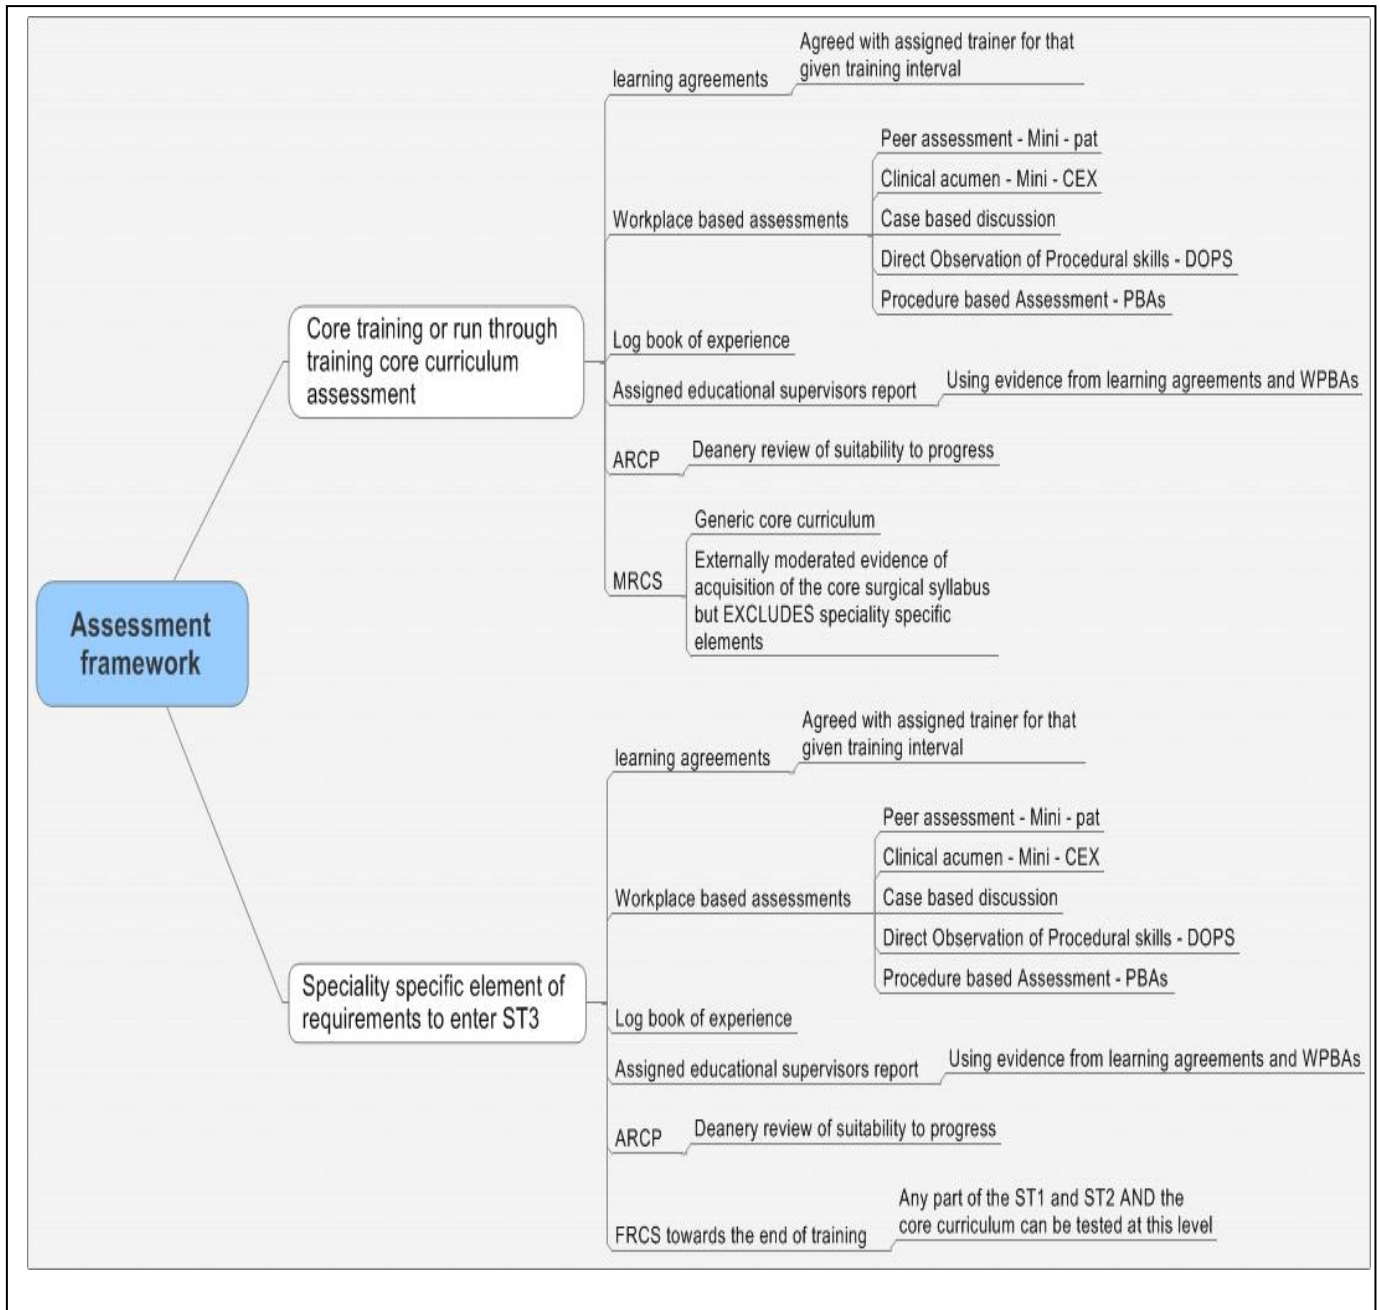 Agreed with assigned trainer for that
given training interval
learning agreements
Peer assessment - Mini - pat
Clinical acumen - Mini - CEX
Workplace based assessments
Case based discussion
Direct Observation of Procedural skills - DOPS
Procedure based Assessment - PBAs
Core training or run through
training core curriculum
assessment
Log book of experience
Assigned educational supervisors report
Using evidence from learning agreements and WPBAs
ARCP
Deanery review of suitability to progress
MRCS
Generic core curriculum
Externally moderated evidence of
acquisition of the core surgical syllabus
but EXCLUDES speciality specific
elements
Assessment
framework
Agreed with assigned trainer for that
given training interval
learning agreements
Peer assessment - Mini - pat
Clinical acumen - Mini - CEX
Workplace based assessments
Case based discussion
Direct Observation of Procedural skills - DOPS
Procedure based Assessment - PBAs
Speciality specific element of
requirements to enter ST3
Log book of experience
Assigned educational supervisors report
Using evidence from learning agreements and WPBAs
ARCP
Deanery review of suitability to progress
FRCS towards the end of training
Any part of the ST1 and ST2 AND the
core curriculum can be tested at this level